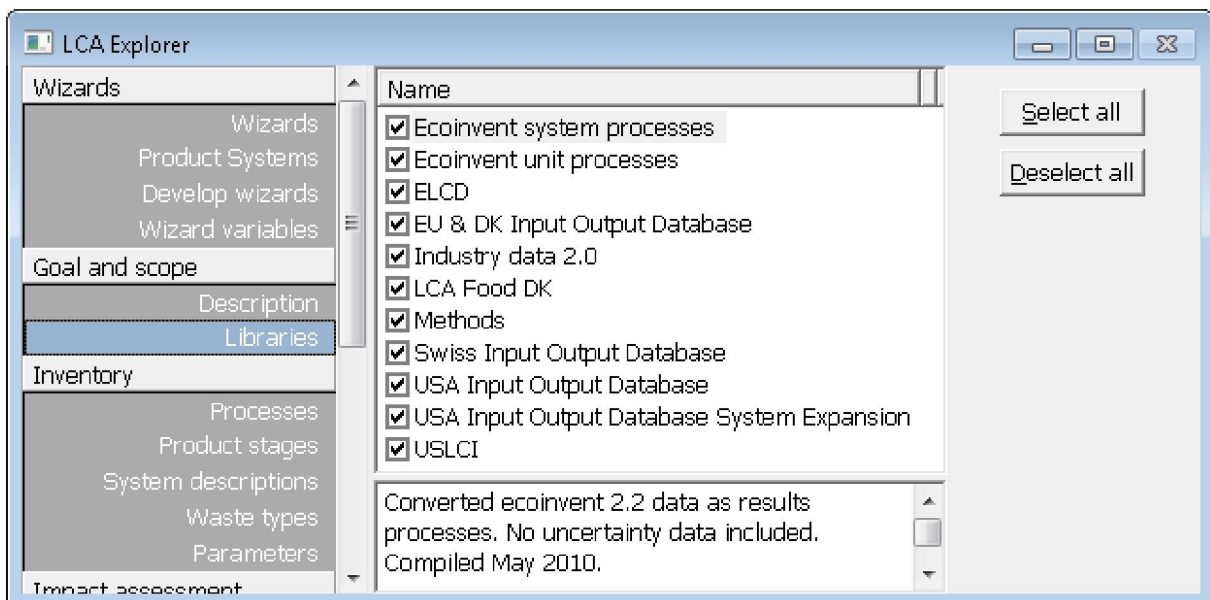 LCA Explorer
Wizards
Wizards
Product Systems
Develop wizards
Wizard variables
Goal and scope
Description
Libraries
Inventory
Processes
Product stages
System descriptions
Waste types
Parameters
Impact assessment
Name
Ecoinvent system processes
Ecoinvent unit processes
ELCD
EU & DK Input Output Database
Industry data 2.0
LCA Food DK
Methods
Swiss Input Output Database
USA Input Output Database
USA Input Output Database System Expansion
USLCI
Converted ecoinvent 2.2 data as results
processes. No uncertainty data included.
Compiled May 2010.
Select all
Deselect all